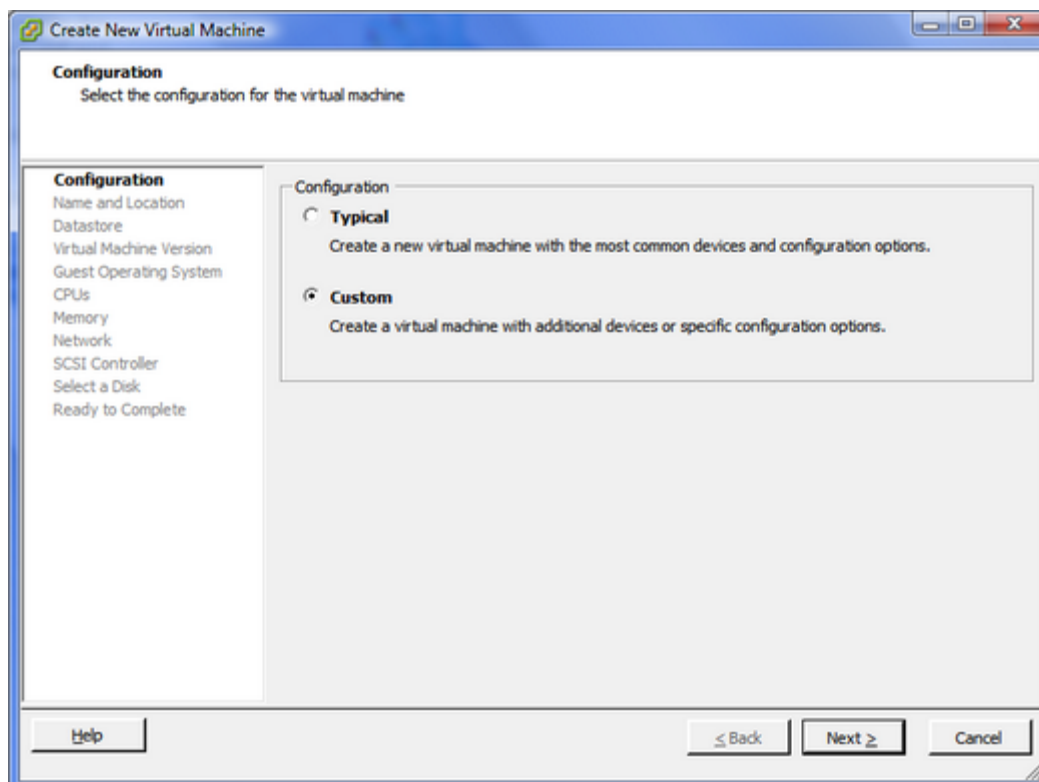 Create New Virtual Machine
Configuration
Select the configuration for the virtual machine
Configuration
Name and Location
Datastore
Virtual Machine Version
Guest Operating System
CPUs
Memory
Network
SCSI Controller
Select a Disk
Ready to Complete
Configuration
Typical
Create a new virtual machine with the most common devices and configuration options.
Custom
Create a virtual machine with additional devices or specific configuration options.
Help
< Back
Next >
Cancel